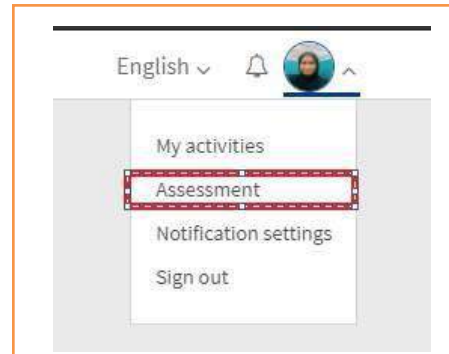 English
My activities
Assessment
Notification settings
Sign out